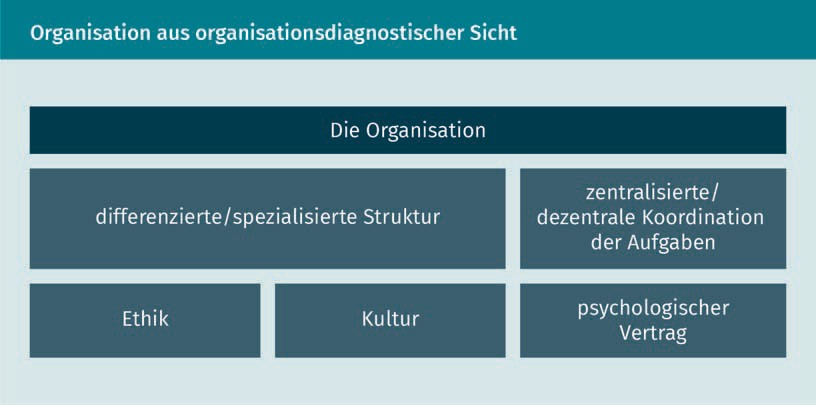 Organisation aus organisationsdiagnostischer Sicht
Die Organisation
differenzierte/spezialisierte Struktur
zentralisierte/
dezentrale Koordination
der Aufgaben
Ethik
Kultur
psychologischer
Vertrag